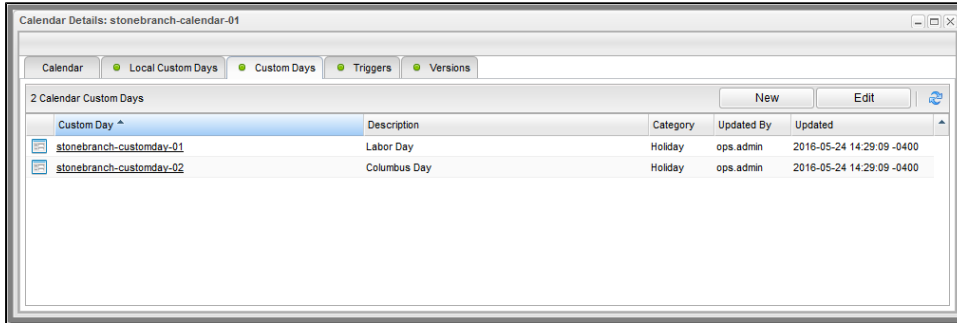 Calendar Details: stonebranch-calendar-01
Calendar Local Custom Days Custom Days Triggers Versions
2 Calendar Custom Days New Edit
Custom Day Description Category Updated By Updated
stonebranch-customday-01 Labor Day Holiday ops.admin 2016-05-24 14:29:09 -0400
stonebranch-customday-02 Columbus Day Holiday ops.admin 2016-05-24 14:29:09 -0400